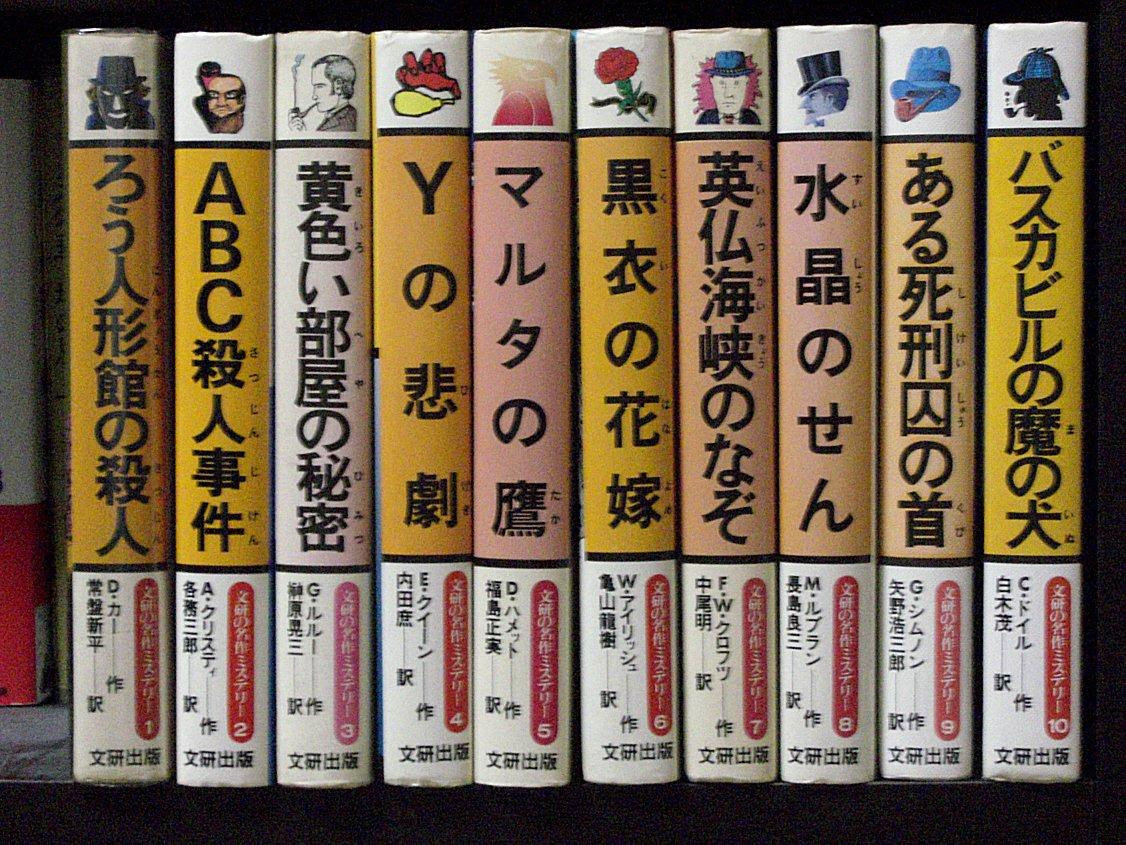 ろう人形館の殺人
D・カー 作
常盤新平 訳
文研の名作ミステリー 1
文研出版
ABC殺人事件
A・クリスティ 作
各務三郎 訳
文研の名作ミステリー 2
文研出版
黄色い部屋の秘密
G・ルルー 作
榊原晃三 訳
文研の名作ミステリー 3
文研出版
Yの悲劇
E・クイーン 作
内田庶 訳
文研の名作ミステリー 4
文研出版
マルタの鷹
D・ハメット 作
福島正実 訳
文研の名作ミステリー 5
文研出版
黒衣の花嫁
W・アイリッシュ 作
亀山龍樹 訳
文研の名作ミステリー 6
文研出版
英仏海峡のなぞ
F・W・クロフツ 作
中尾明 訳
文研の名作ミステリー 7
文研出版
水晶のせん
M・ルブラン 作
長島良三 訳
文研の名作ミステリー 8
文研出版
ある死刑囚の首
G・シムノン 作
矢野浩三郎 訳
文研の名作ミステリー 9
文研出版
バスカビルの魔の犬
C・ドイル 作
白木茂 訳
文研の名作ミステリー 10
文研出版